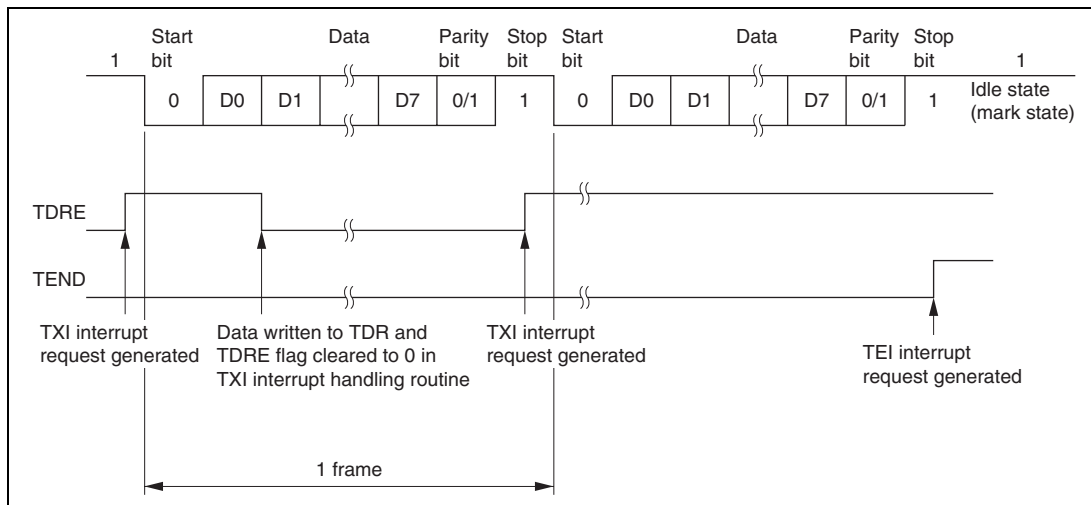 1
Start bit
Data
Parity bit
Stop bit
Start bit
Data
Parity bit
Stop bit
1
0
D0
D1
D7
0/1
1
0
D0
D1
D7
0/1
1
Idle state
(mark state)
TDRE
TEND
TXI interrupt
request generated
Data written to TDR and
TDRE flag cleared to 0 in
TXI interrupt handling routine
TXI interrupt
request generated
TEI interrupt
request generated
1 frame